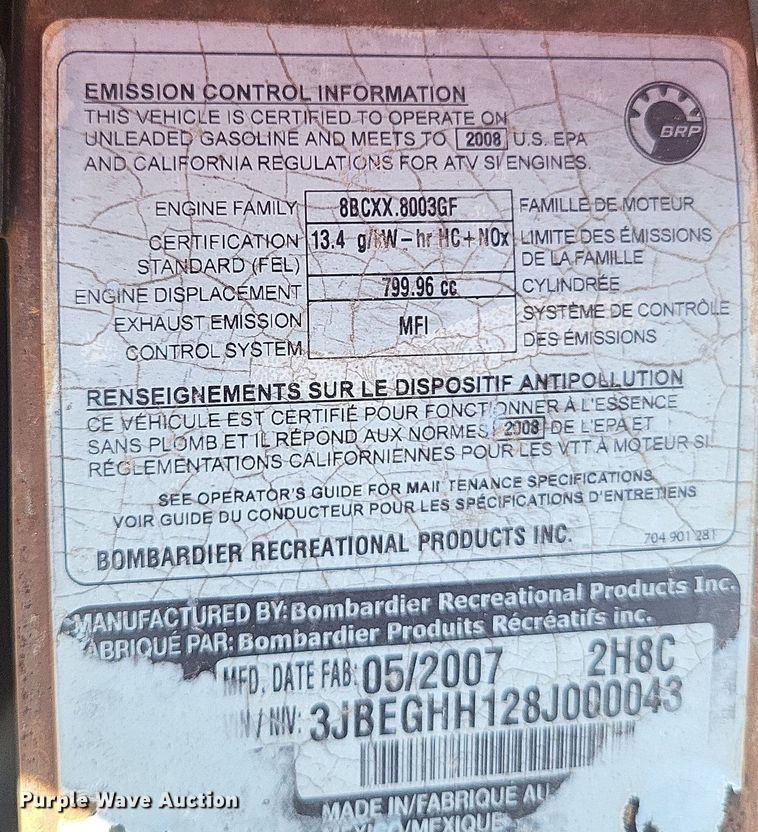 EMISSION CONTROL INFORMATION
THIS VEHICLE IS CERTIFIED TO OPERATE ON
UNLEADED GASOLINE AND MEETS TO 2008 U.S. EPA
AND CALIFORNIA REGULATIONS FOR ATV SI ENGINES.
BRP
ENGINE FAMILY 8BCXX.8003GF FAMILLE DE MOTEUR
CERTIFICATION 13.4 g/kW-hr HC+NOx LIMITE DES ÉMISSIONS
STANDARD (FEL) DE LA FAMILLE
ENGINE DISPLACEMENT 799.96 cc CYLINDRÉE
EXHAUST EMISSION MFI SYSTÈME DE CONTRÔLE
CONTROL SYSTEM DES ÉMISSIONS
RENSEIGNEMENTS SUR LE DISPOSITIF ANTIPOLLUTION
CE VÉHICULE EST CERTIFIÉ POUR FONCTIONNER À L'ESSENCE
SANS PLOMB ET IL RÉPOND AUX NORMES 2008 DE L'EPA ET
RÉGLEMENTATIONS CALIFORNIENNES POUR LES VTT À MOTEUR SI.
SEE OPERATOR'S GUIDE FOR MAINTENANCE SPECIFICATIONS
VOIR GUIDE DU CONDUCTEUR POUR LES SPÉCIFICATIONS D'ENTRETIENS
BOMBARDIER RECREATIONAL PRODUCTS INC. 704 901 281
MANUFACTURED BY: Bombardier Recreational Products Inc.
FABRIQUÉ PAR: Bombardier Produits Récréatifs inc.
MFD. DATE FAB: 05/2007 2H8C
VIN / NIV: 3JBEGHH128J000043
MADE IN/FABRIQUÉ AU
MEXICO/MEXIQUE
Purple Wave Auction